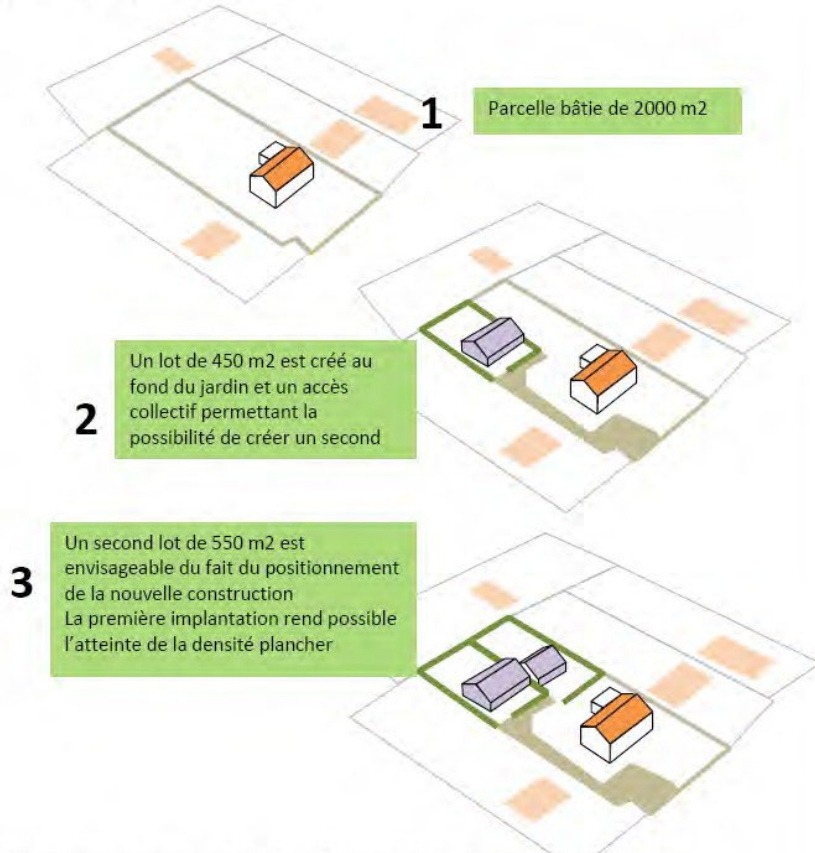 1
Parcelle bâtie de 2000 m2
2
Un lot de 450 m2 est créé au
fond du jardin et un accès
collectif permettant la
possibilité de créer un second
3
Un second lot de 550 m2 est
envisageable du fait du positionnement
de la nouvelle construction
La première implantation rend possible
l’atteinte de la densité plancher